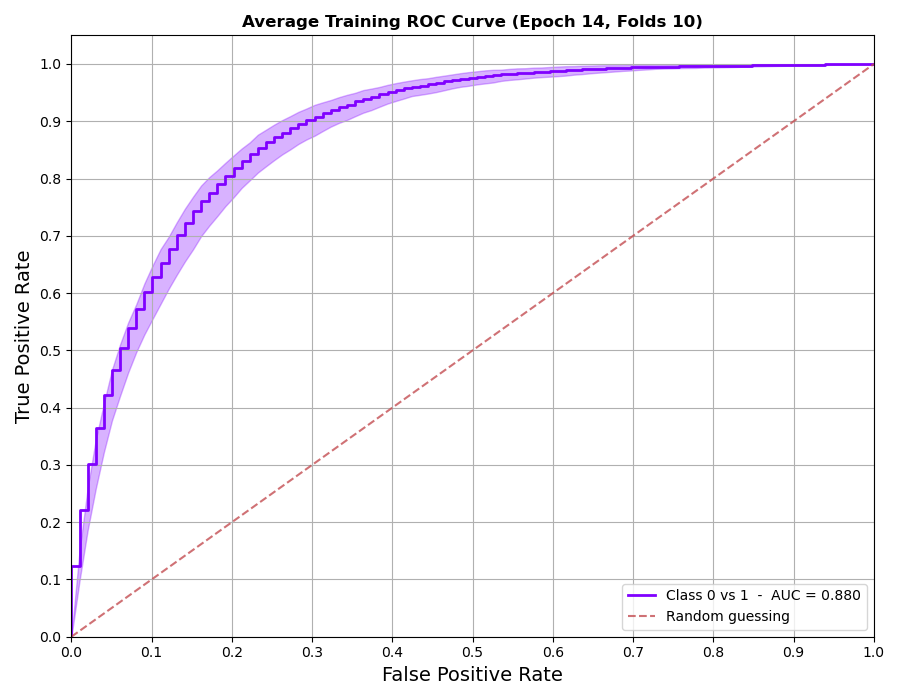 Average Training ROC Curve (Epoch 14, Folds 10)
True Positive Rate
1.0
0.9
0.8
0.7
0.6
0.5
0.4
0.3
0.2
0.1
0.0
Class 0 vs 1 - AUC = 0.880
Random guessing
0.0 0.1 0.2 0.3 0.4 0.5 0.6 0.7 0.8 0.9 1.0
False Positive Rate